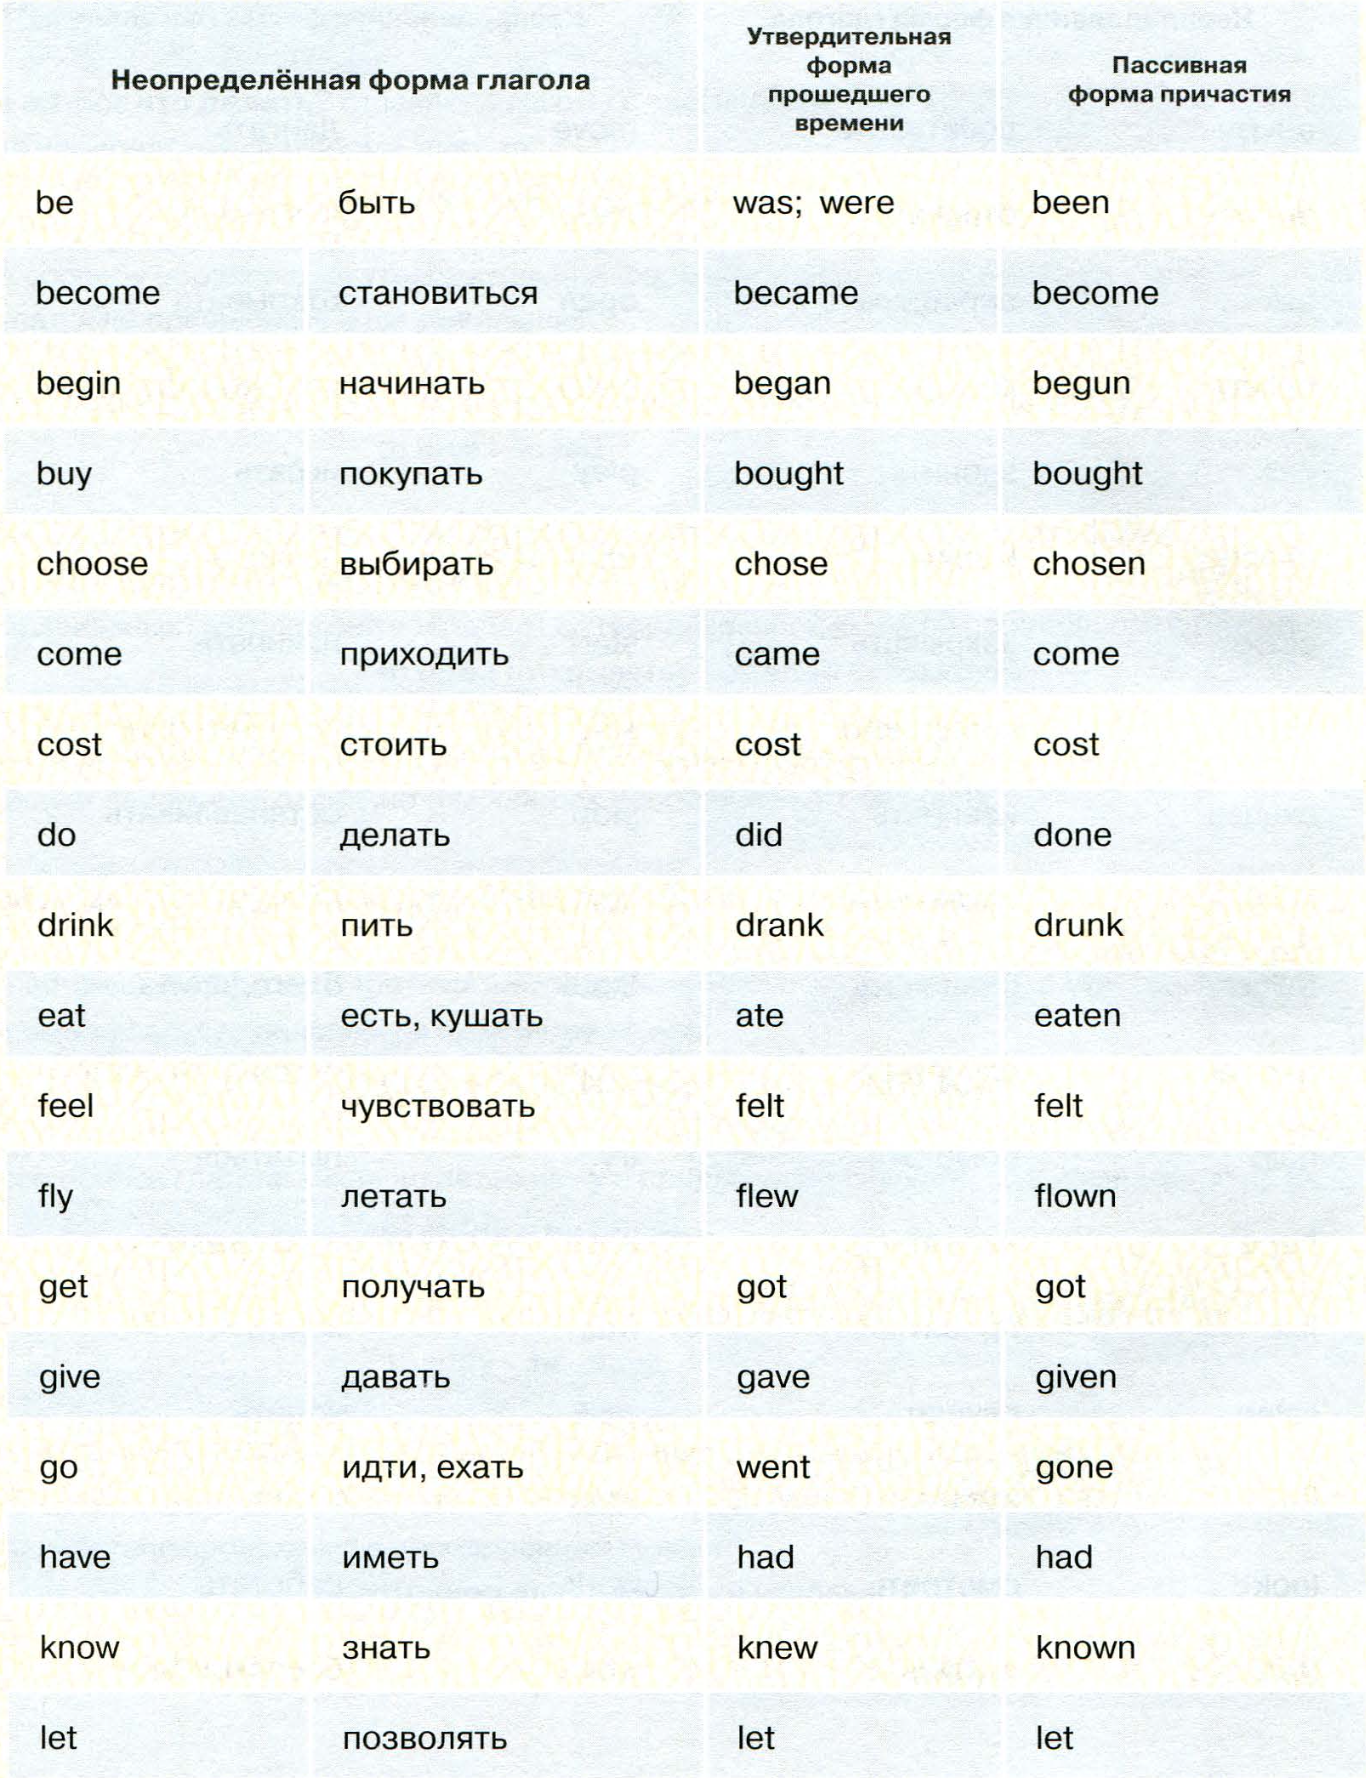 Неопределённая форма глагола
Утвердительная
форма
прошедшего
времени
Пассивная
форма причастия
be быть was; were been
become становиться became become
begin начинать began begun
buy покупать bought bought
choose выбирать chose chosen
come приходить came come
cost стоить cost cost
do делать did done
drink пить drank drunk
eat есть, кушать ate eaten
feel чувствовать felt felt
fly летать flew flown
get получать got got
give давать gave given
go идти, ехать went gone
have иметь had had
know знать knew known
let позволять let let